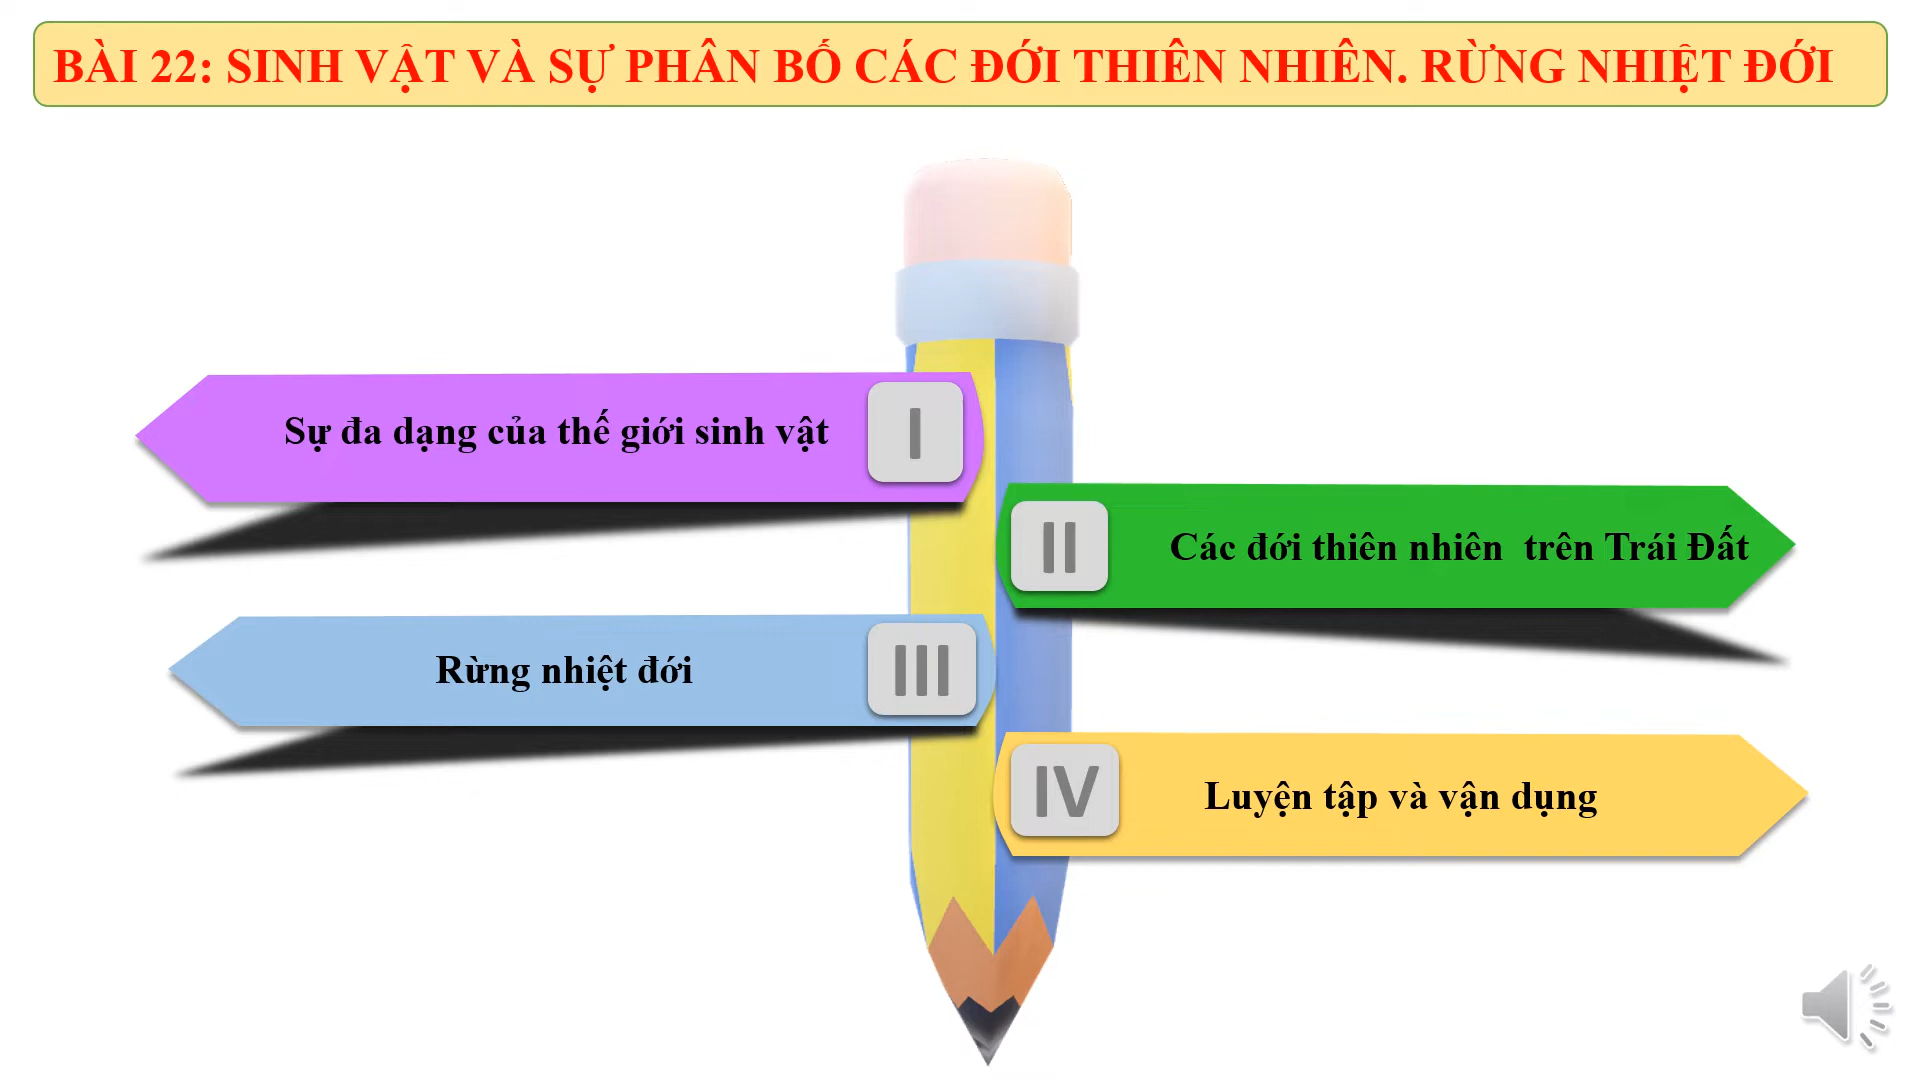 BÀI 22: SINH VẬT VÀ SỰ PHÂN BỐ CÁC ĐỚI THIÊN NHIÊN. RỪNG NHIỆT ĐỚI
Sự đa dạng của thế giới sinh vật
I
II
Các đới thiên nhiên trên Trái Đất
Rừng nhiệt đới
III
IV
Luyện tập và vận dụng